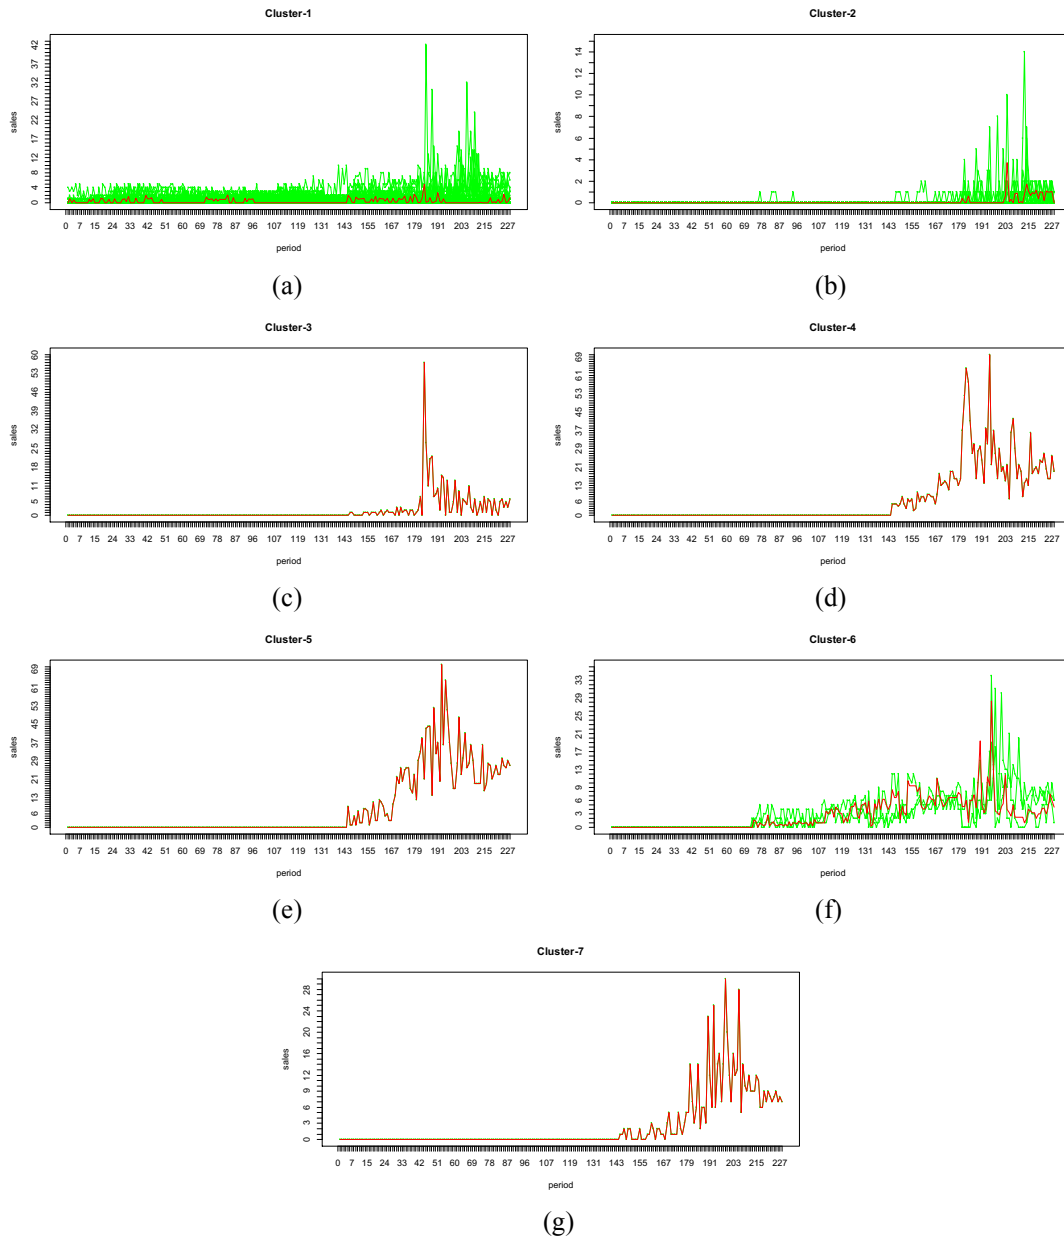 Cluster-1
sales
0 4 8 12 17 22 27 32 37 42
0 7 15 24 33 42 51 60 69 78 87 96 107 119 131 143 155 167 179 191 203 215 227
period
(a)
Cluster-2
sales
0 2 4 6 8 10 12 14
0 7 15 24 33 42 51 60 69 78 87 96 107 119 131 143 155 167 179 191 203 215 227
period
(b)
Cluster-3
sales
0 5 11 18 25 32 39 46 53 60
0 7 15 24 33 42 51 60 69 78 87 96 107 119 131 143 155 167 179 191 203 215 227
period
(c)
Cluster-4
sales
0 6 13 21 29 37 45 53 61 69
0 7 15 24 33 42 51 60 69 78 87 96 107 119 131 143 155 167 179 191 203 215 227
period
(d)
Cluster-5
sales
0 6 13 21 29 37 45 53 61 69
0 7 15 24 33 42 51 60 69 78 87 96 107 119 131 143 155 167 179 191 203 215 227
period
(e)
Cluster-6
sales
0 3 6 9 13 17 21 25 29 33
0 7 15 24 33 42 51 60 69 78 87 96 107 119 131 143 155 167 179 191 203 215 227
period
(f)
Cluster-7
sales
0 3 6 9 12 16 20 24 28
0 7 15 24 33 42 51 60 69 78 87 96 107 119 131 143 155 167 179 191 203 215 227
period
(g)